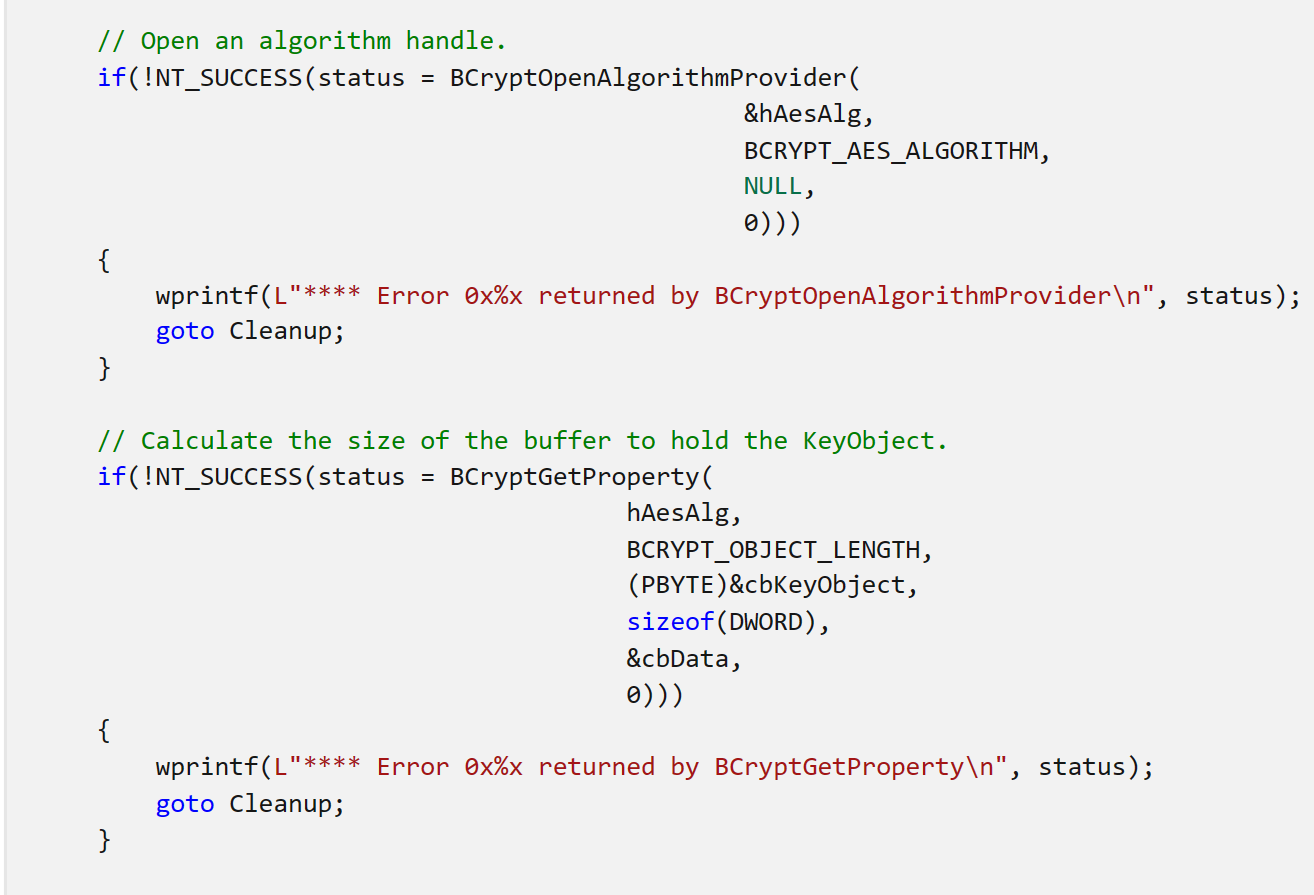 // Open an algorithm handle.
if(!NT_SUCCESS(status = BCryptOpenAlgorithmProvider(
&hAesAlg,
BCRYPT_AES_ALGORITHM,
NULL,
0)))
{
wprintf(L"**** Error 0x%x returned by BCryptOpenAlgorithmProvider\n", status);
goto Cleanup;
}
// Calculate the size of the buffer to hold the KeyObject.
if(!NT_SUCCESS(status = BCryptGetProperty(
hAesAlg,
BCRYPT_OBJECT_LENGTH,
(PBYTE)&cbKeyObject,
sizeof(DWORD),
&cbData,
0)))
{
wprintf(L"**** Error 0x%x returned by BCryptGetProperty\n", status);
goto Cleanup;
}